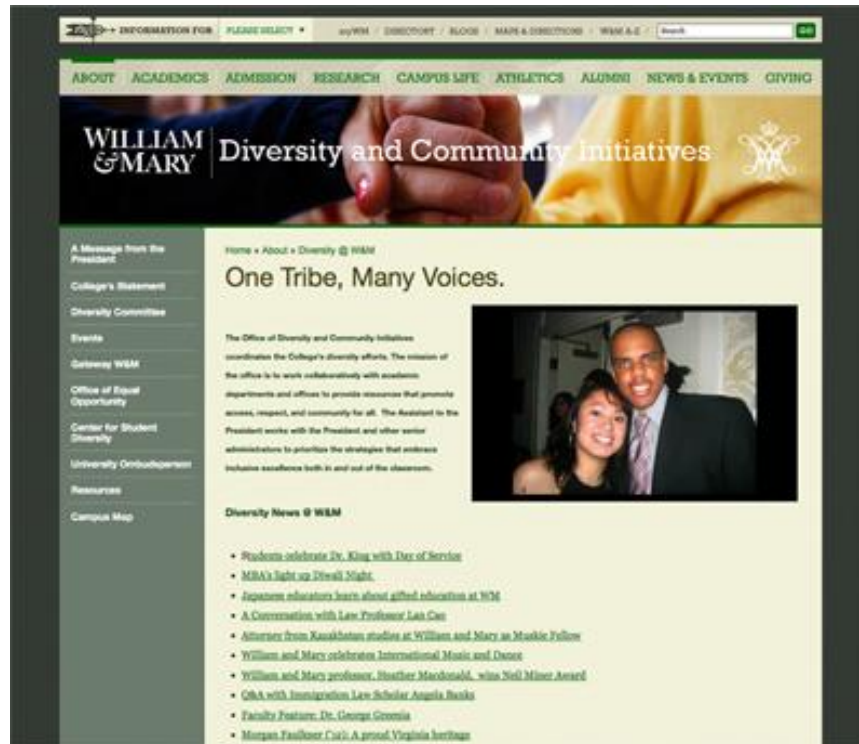 INFORMATION FOR PLEASE SELECT myWM / DIRECTORY / BLOGS / MAPS & DIRECTIONS / W&M A-Z / Search GO
ABOUT ACADEMICS ADMISSION RESEARCH CAMPUS LIFE ATHLETICS ALUMNI NEWS & EVENTS GIVING
WILLIAM
& MARY
Diversity and Community Initiatives
A Message from the
President
College's Statement
Diversity Committee
Events
Gateway W&M
Office of Equal
Opportunity
Center for Student
Diversity
University Ombudsperson
Resources
Campus Map
Home » About » Diversity @ W&M
One Tribe, Many Voices.
The Office of Diversity and Community Initiatives
coordinates the College's diversity efforts. The mission of
the office is to work collaboratively with academic
departments and offices to provide resources that promote
access, respect, and community for all. The Assistant to the
President works with the President and other senior
administrators to prioritize the strategies that embrace
inclusive excellence both in and out of the classroom.
Diversity News @ W&M
• Students celebrate Dr. King with Day of Service
• MBA's light up Diwali Night
• Japanese educators learn about gifted education at WM
• A Conversation with Law Professor Lan Cao
• Attorney from Kazakhstan studies at William and Mary as Muskie Fellow
• William and Mary celebrates International Music and Dance
• William and Mary professor, Heather Macdonald, wins Neil Miner Award
• Q&A with Immigration Law Scholar Angela Banks
• Faculty Feature: Dr. George Greenia
• Morgan Faulkner ('12): A proud Virginia heritage